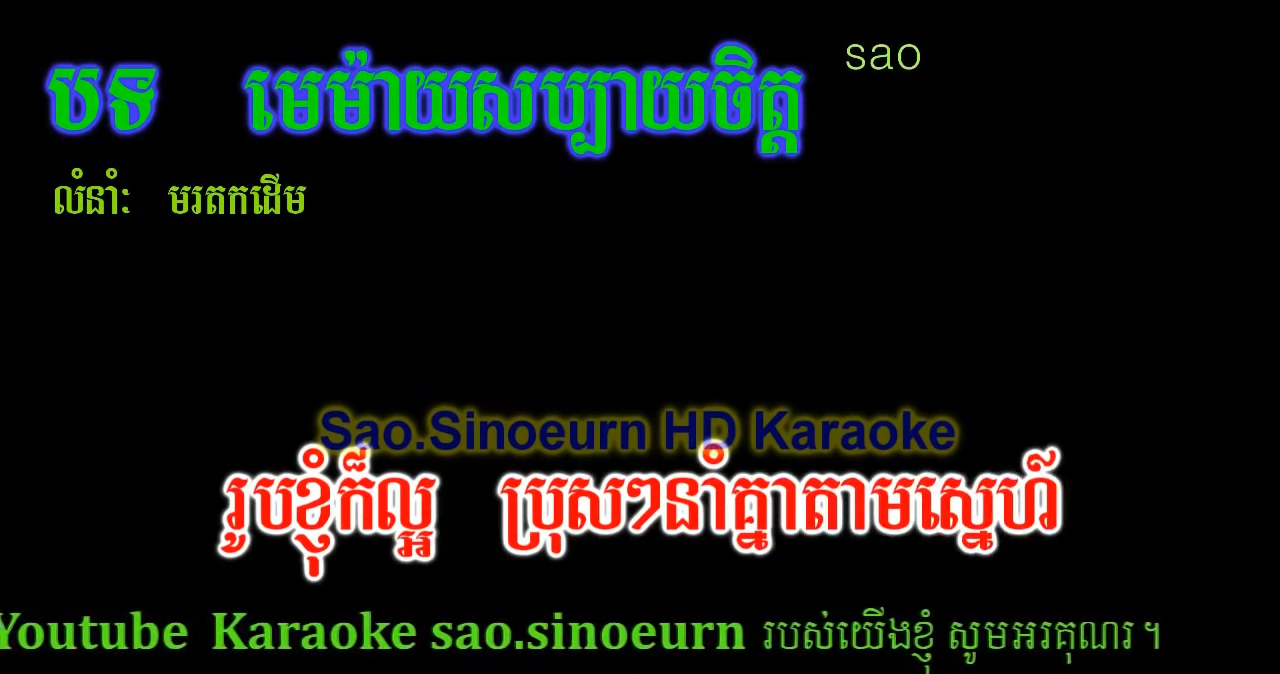 បទ មេម៉ាយសប្បាយចិត្ត sao
លំនាំ: មរតកដើម
Sao.Sinoeurn HD Karaoke
រូបខ្ញុំក៏ល្អ ប្រុសៗនាំគ្នាតាមស្នេហ៍
Youtube Karaoke sao.sinoeurn របស់យើងខ្ញុំ សូមអរគុណរ។